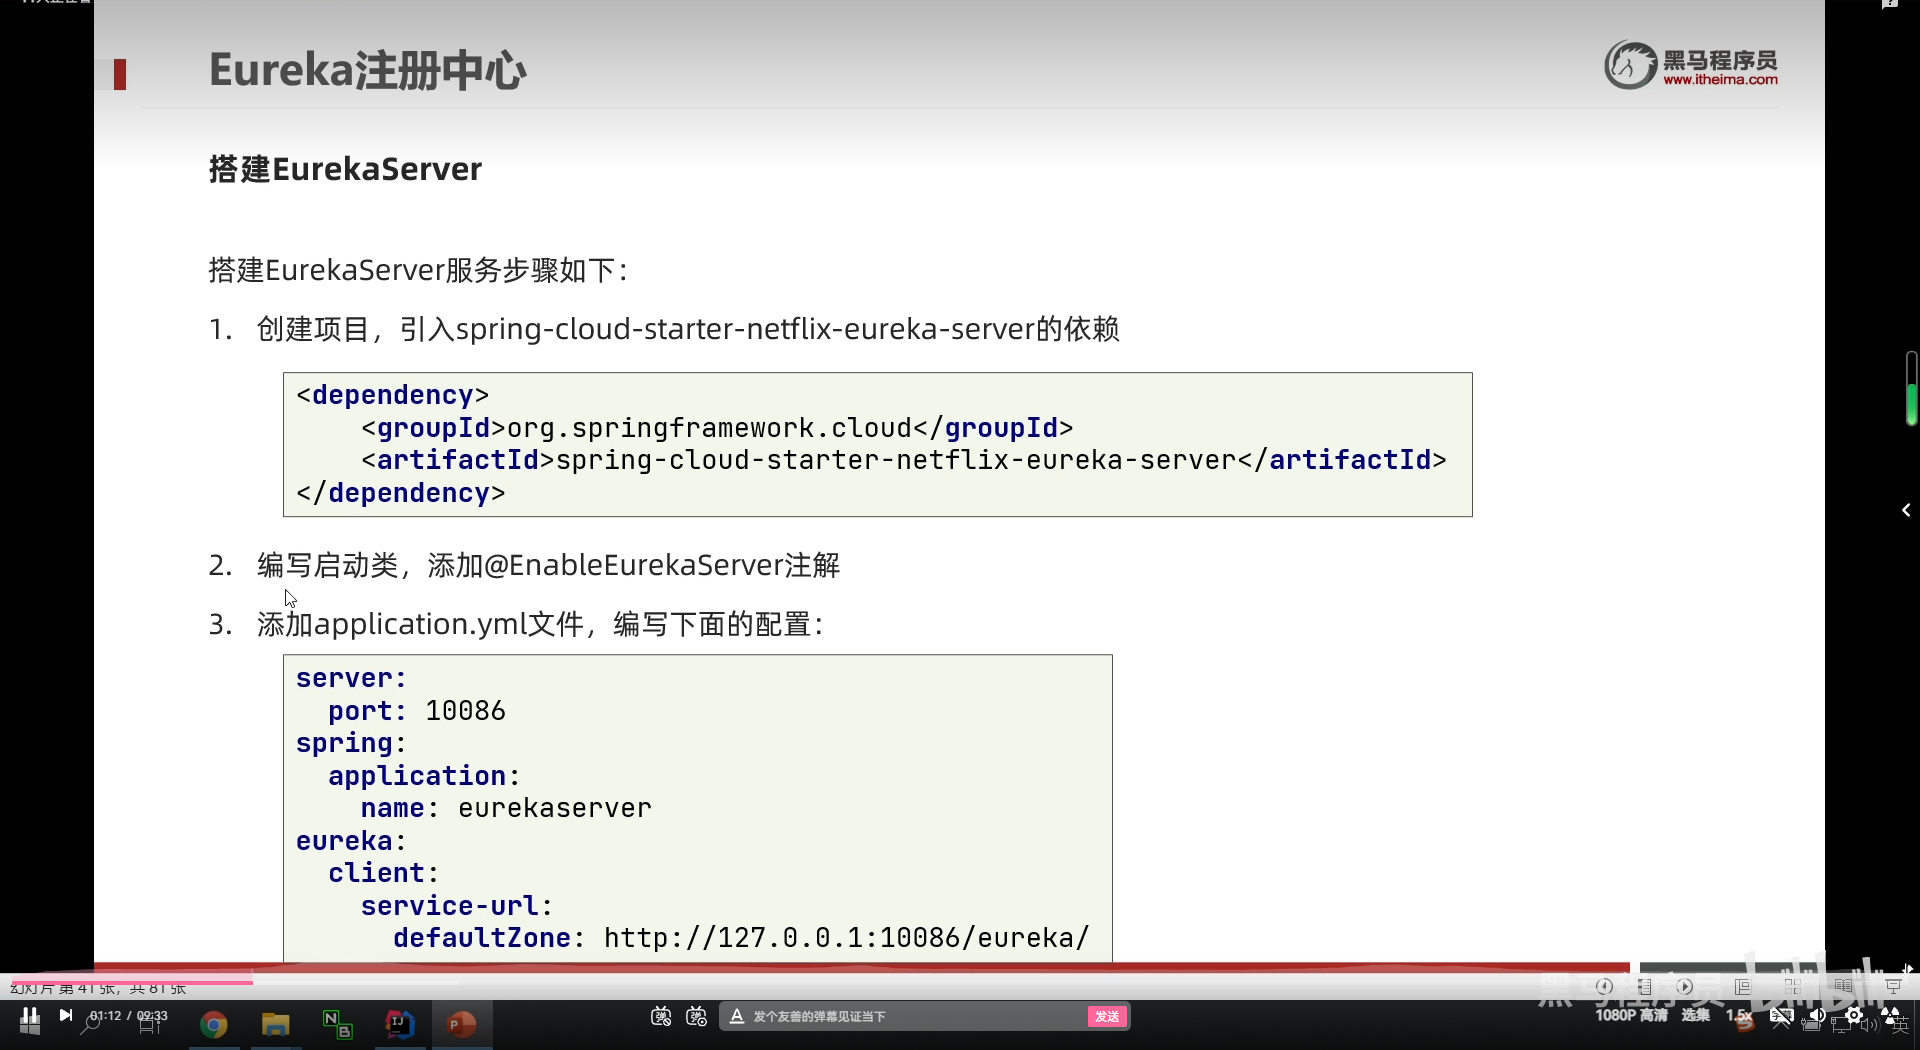 Eureka注册中心
黑马程序员
www.itheima.com
搭建EurekaServer
搭建EurekaServer服务步骤如下：
1. 创建项目，引入spring-cloud-starter-netflix-eureka-server的依赖
<dependency>
    <groupId>org.springframework.cloud</groupId>
    <artifactId>spring-cloud-starter-netflix-eureka-server</artifactId>
</dependency>
2. 编写启动类，添加@EnableEurekaServer注解
3. 添加application.yml文件，编写下面的配置：
server:
  port: 10086
spring:
  application:
    name: eurekaserver
eureka:
  client:
    service-url:
      defaultZone: http://127.0.0.1:10086/eureka/
幻灯片 第 41 张，共 81 张
黑马程序员 bilibili
01:12 / 09:33
发个友善的弹幕见证当下
发送
1080P 高清 选集 1.5x
英